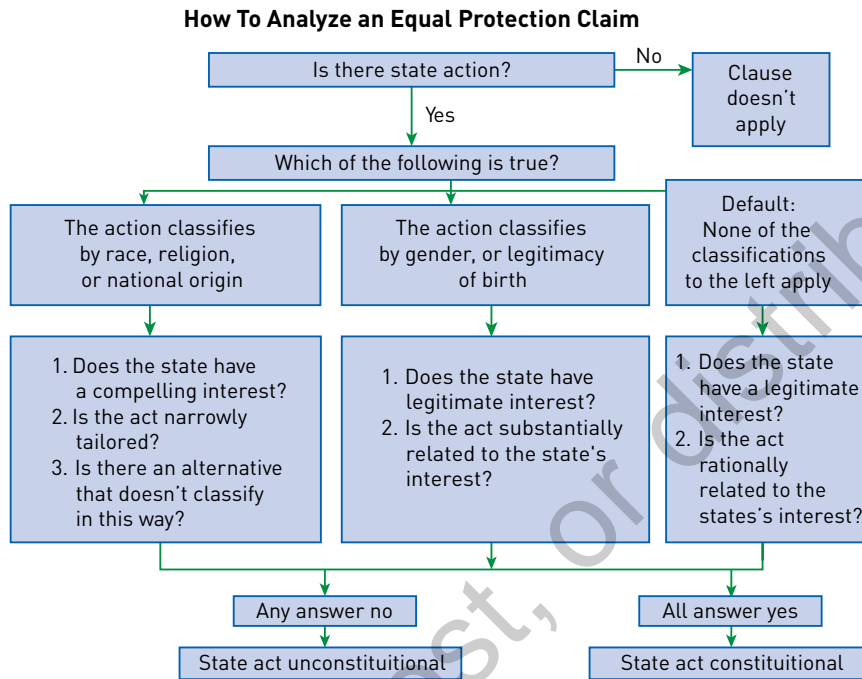 How To Analyze an Equal Protection Claim
Is there state action?
No
Clause
doesn't
apply
Yes
Which of the following is true?
The action classifies
by race, religion,
or national origin
The action classifies
by gender, or legitimacy
of birth
Default:
None of the
classifications
to the left apply
1. Does the state have
a compelling interest?
2. Is the act narrowly
tailored?
3. Is there an alternative
that doesn't classify
in this way?
1. Does the state have
legitimate interest?
2. Is the act substantially
related to the state's
interest?
1. Does the state
have a legitimate
interest?
2. Is the act
rationally
related to the
states's interest?
Any answer no
All answer yes
State act unconstituitional
State act constitutional
ost, or distrib